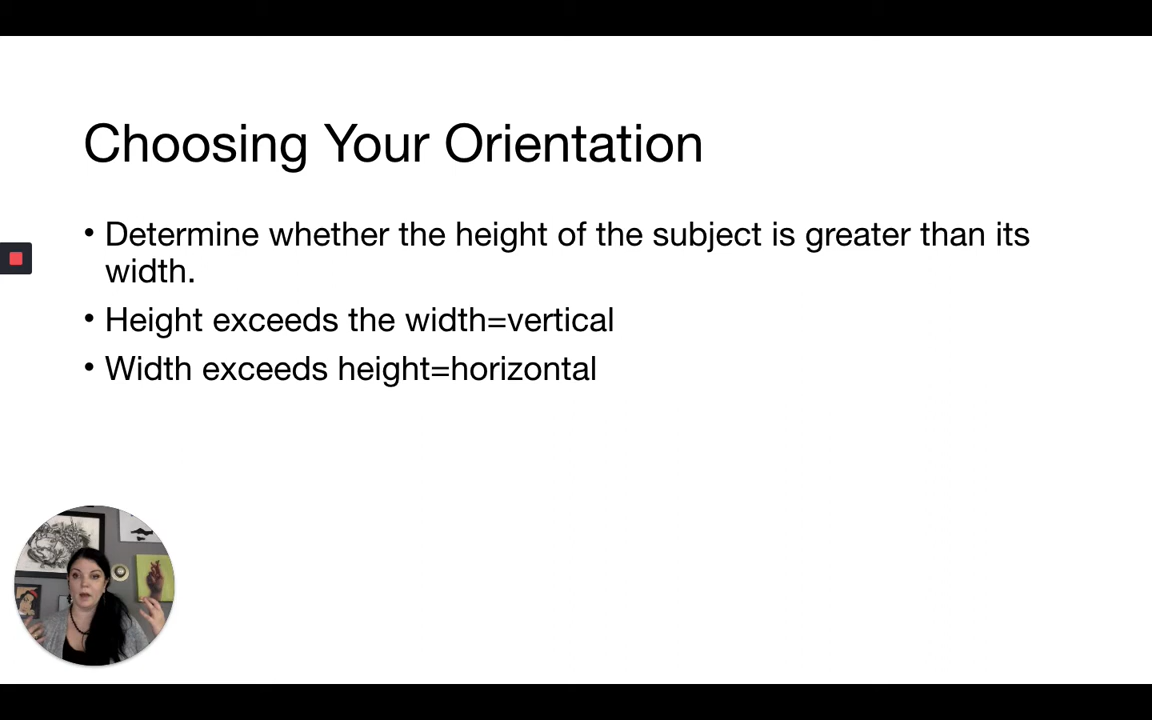 Choosing Your Orientation
• Determine whether the height of the subject is greater than its
width.
• Height exceeds the width=vertical
• Width exceeds height=horizontal